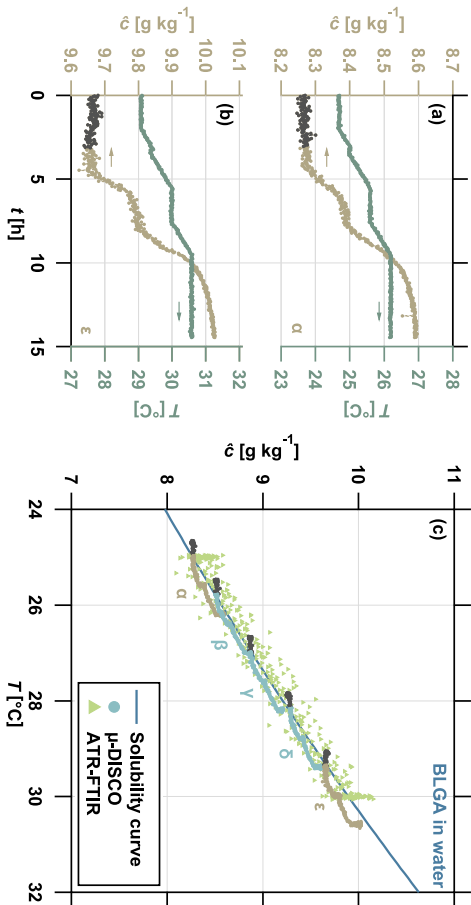 (a)
ĉ [g kg⁻¹]
8.2 8.3 8.4 8.5 8.6 8.7
α
23 24 25 26 27 28
T [°C]
(b)
ĉ [g kg⁻¹]
9.6 9.7 9.8 9.9 10.0 10.1
ε
27 28 29 30 31 32
T [°C]
0 5 10 15
t [h]
(c)
BLGA in water
ĉ [g kg⁻¹]
7 8 9 10 11
α
β
γ
δ
ε
Solubility curve
μ-DISCO
ATR-FTIR
24 26 28 30 32
T [°C]